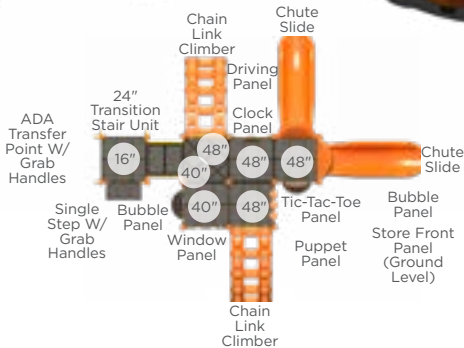 Chain
Link
Climber
Chute
Slide
Driving
Panel
24"
Transition
Stair Unit
Clock
Panel
ADA
Transfer
Point W/
Grab
Handles
16"
48"
40"
48"
48"
Chute
Slide
40"
48"
Single
Step W/
Grab
Handles
Bubble
Panel
Window
Panel
Tic-Tac-Toe
Panel
Puppet
Panel
Bubble
Panel
Store Front
Panel
(Ground
Level)
Chain
Link
Climber